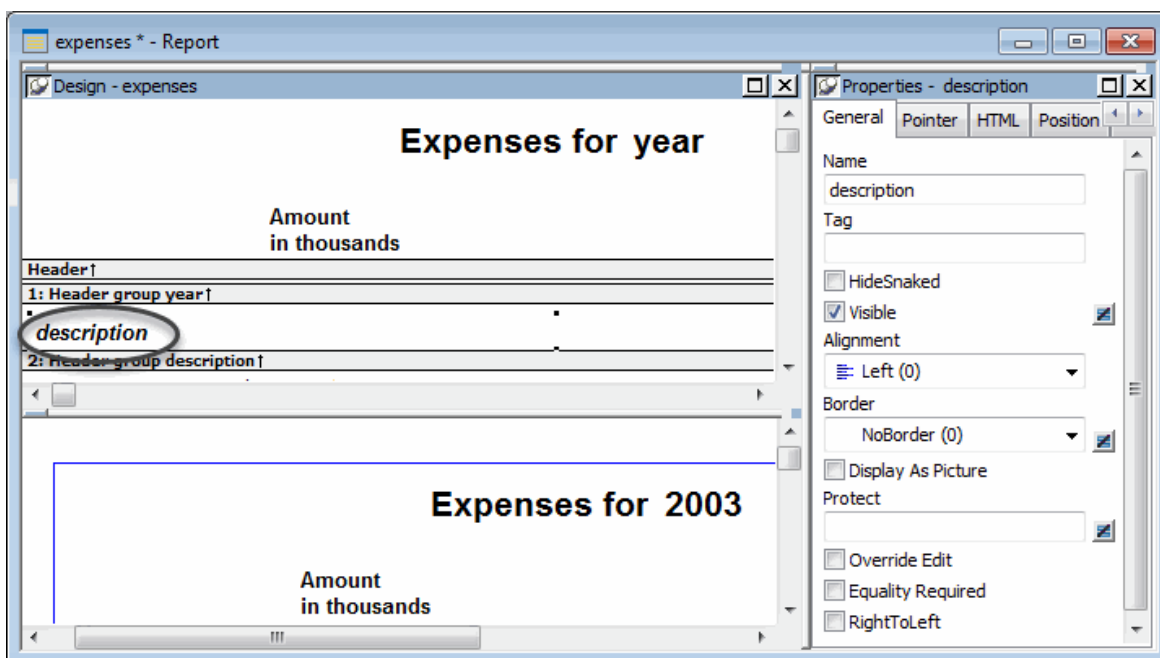 expenses * - Report
Design - expenses
Expenses for year
Amount
in thousands
Header↑
1: Header group year↑
description
2: Header group description↑
Expenses for 2003
Amount
in thousands
Properties - description
General Pointer HTML Position
Name
description
Tag
HideSnaked
Visible
Alignment
Left (0)
Border
NoBorder (0)
Display As Picture
Protect
Override Edit
Equality Required
RightToLeft